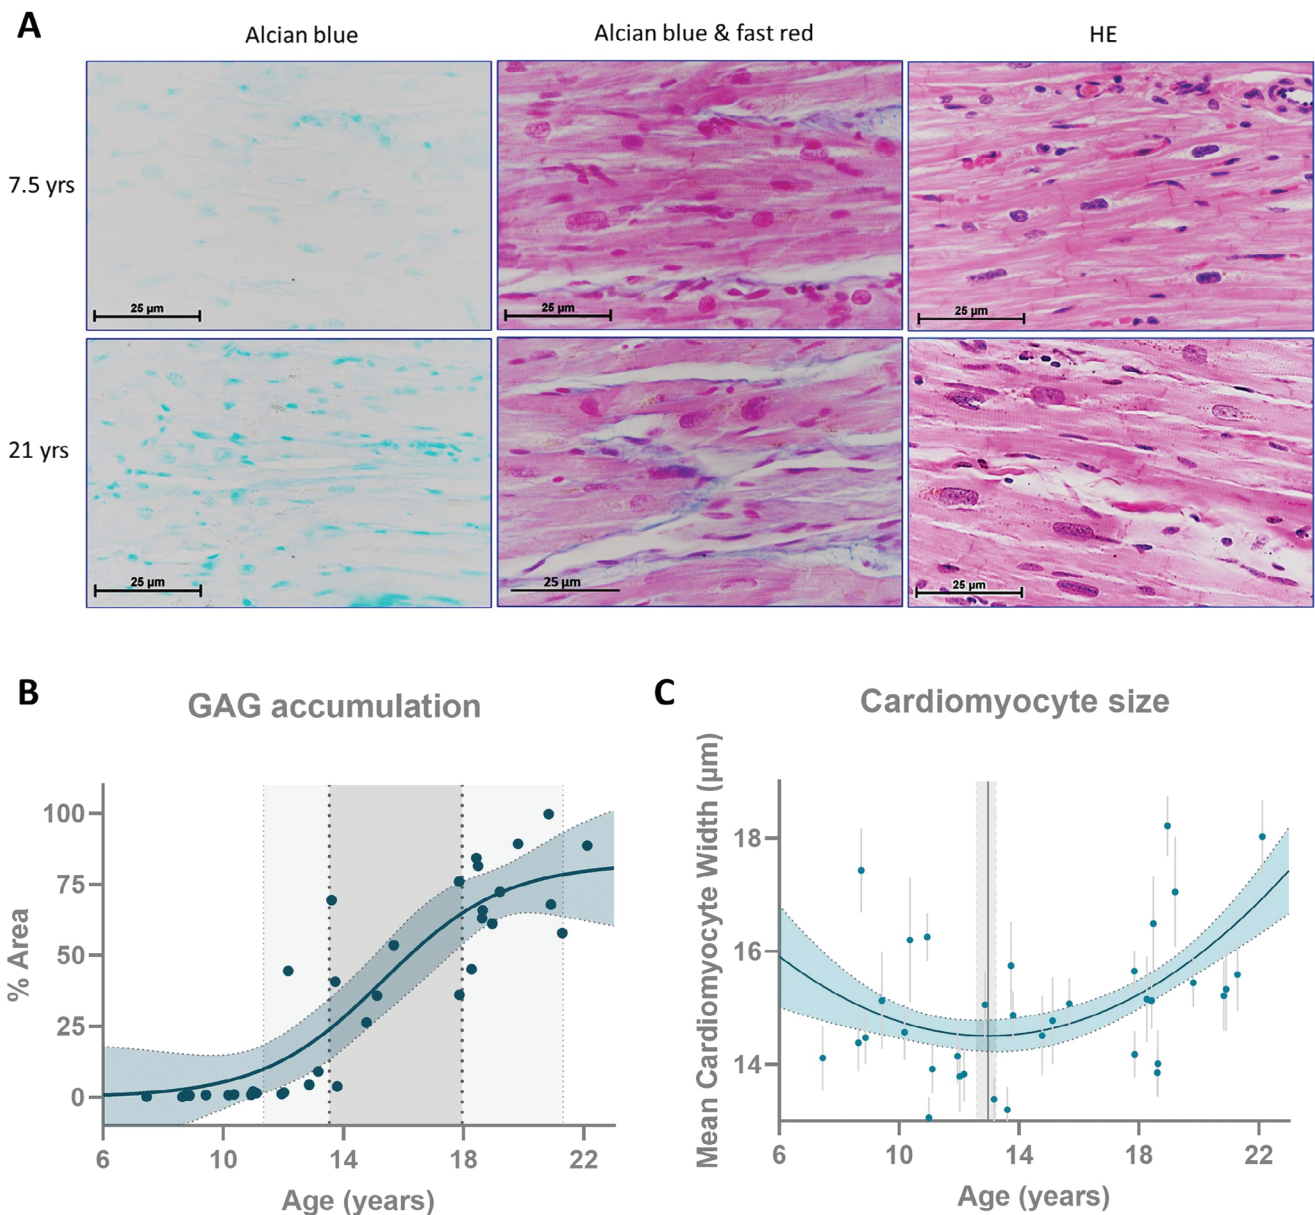 A
Alcian blue
Alcian blue & fast red
HE
7.5 yrs
25 µm
25 µm
25 µm
21 yrs
25 µm
25 µm
25 µm
B
GAG accumulation
% Area
100
75
50
25
0
6
10
14
18
22
Age (years)
C
Cardiomyocyte size
Mean Cardiomyocyte Width (µm)
18
16
14
6
10
14
18
22
Age (years)